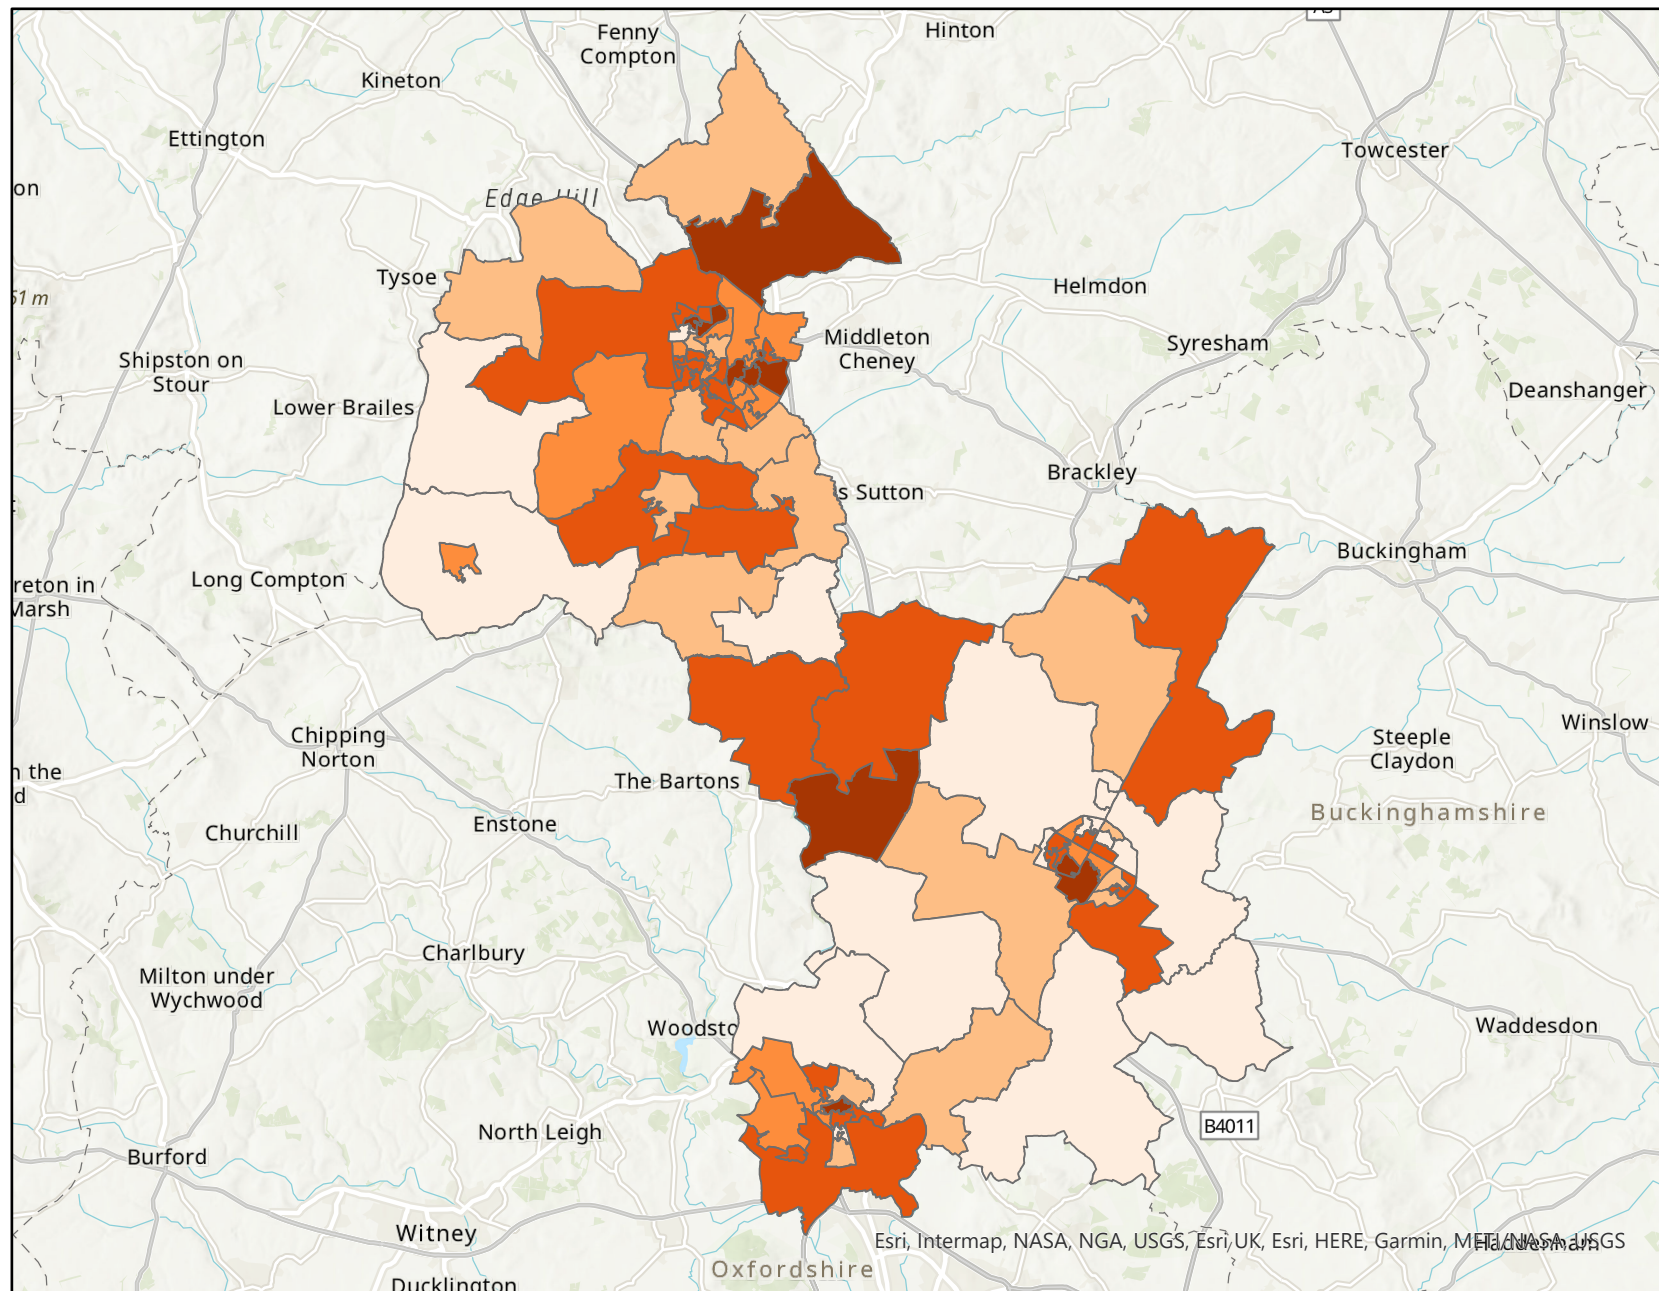 A5
Fenny
Compton
Hinton
Kineton
Ettington
Towcester
on
Edge Hill
Tysoe
51 m
Helmdon
Middleton
Cheney
Syresham
Shipston on
Stour
Deanshanger
Lower Brailes
Brackley
s Sutton
Buckingham
Long Compton
reton in
Marsh
Winslow
Chipping
Norton
Steeple
Claydon
n the
d
The Bartons
Buckinghamshire
Enstone
Churchill
Charlbury
Milton under
Wychwood
Woodsto
Waddesdon
North Leigh
B4011
Burford
Witney
Esri, Intermap, NASA, NGA, USGS, Esri UK, Esri, HERE, Garmin, METI/NASA, USGS
Haddenham
Oxfordshire
Ducklington